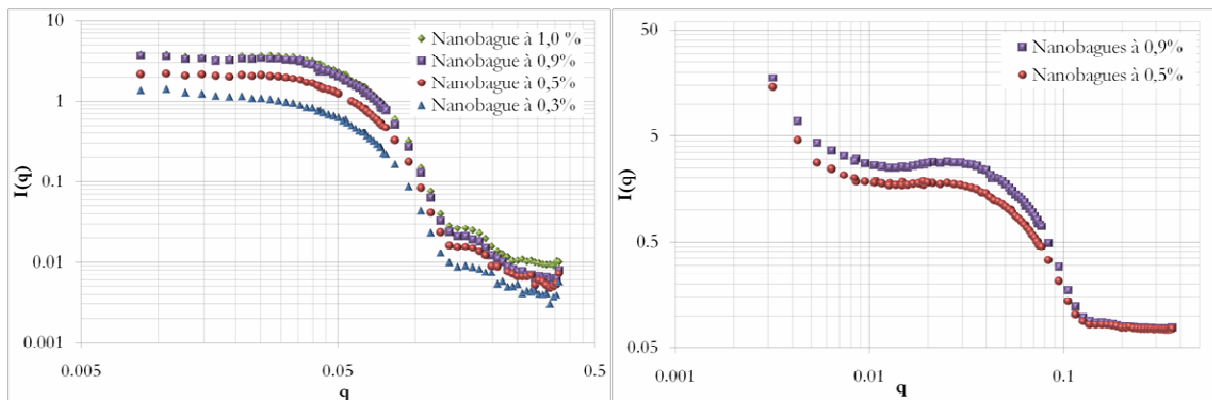 10
1
0.1
0.01
0.001
I(q)
0.005
0.05
0.5
q
Nanobague à 1,0 %
Nanobague à 0,9%
Nanobague à 0,5%
Nanobague à 0,3%
50
5
0.5
0.05
I(q)
0.001
0.01
0.1
q
Nanobagues à 0,9%
Nanobagues à 0,5%